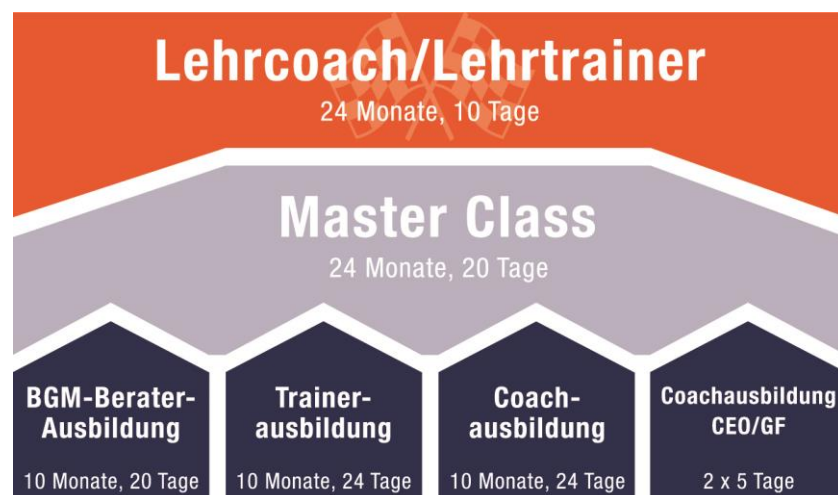 Lehrcoach/Lehrtrainer
24 Monate, 10 Tage
Master Class
24 Monate, 20 Tage
BGM-Berater-
Ausbildung
10 Monate, 20 Tage
Trainer-
ausbildung
10 Monate, 24 Tage
Coach-
ausbildung
10 Monate, 24 Tage
Coachausbildung
CEO/GF
2 x 5 Tage